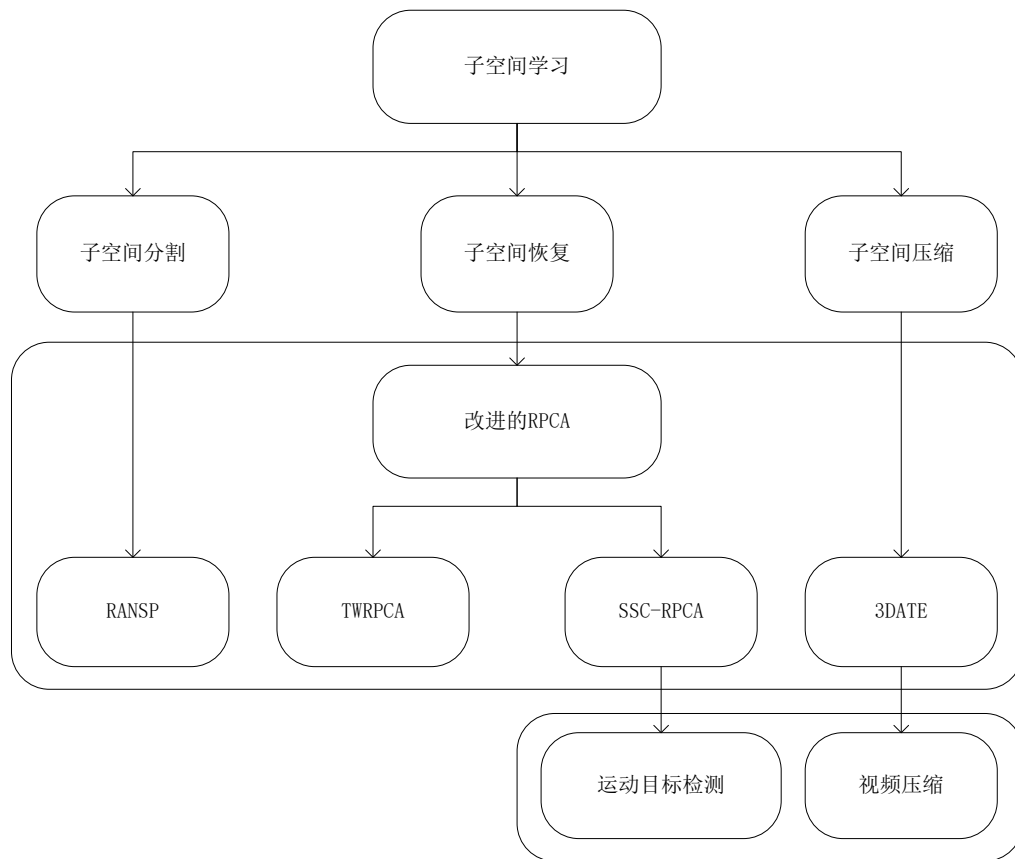 子空间学习
子空间分割
子空间恢复
子空间压缩
改进的RPCA
RANSP
TWRPCA
SSC-RPCA
3DATE
运动目标检测
视频压缩